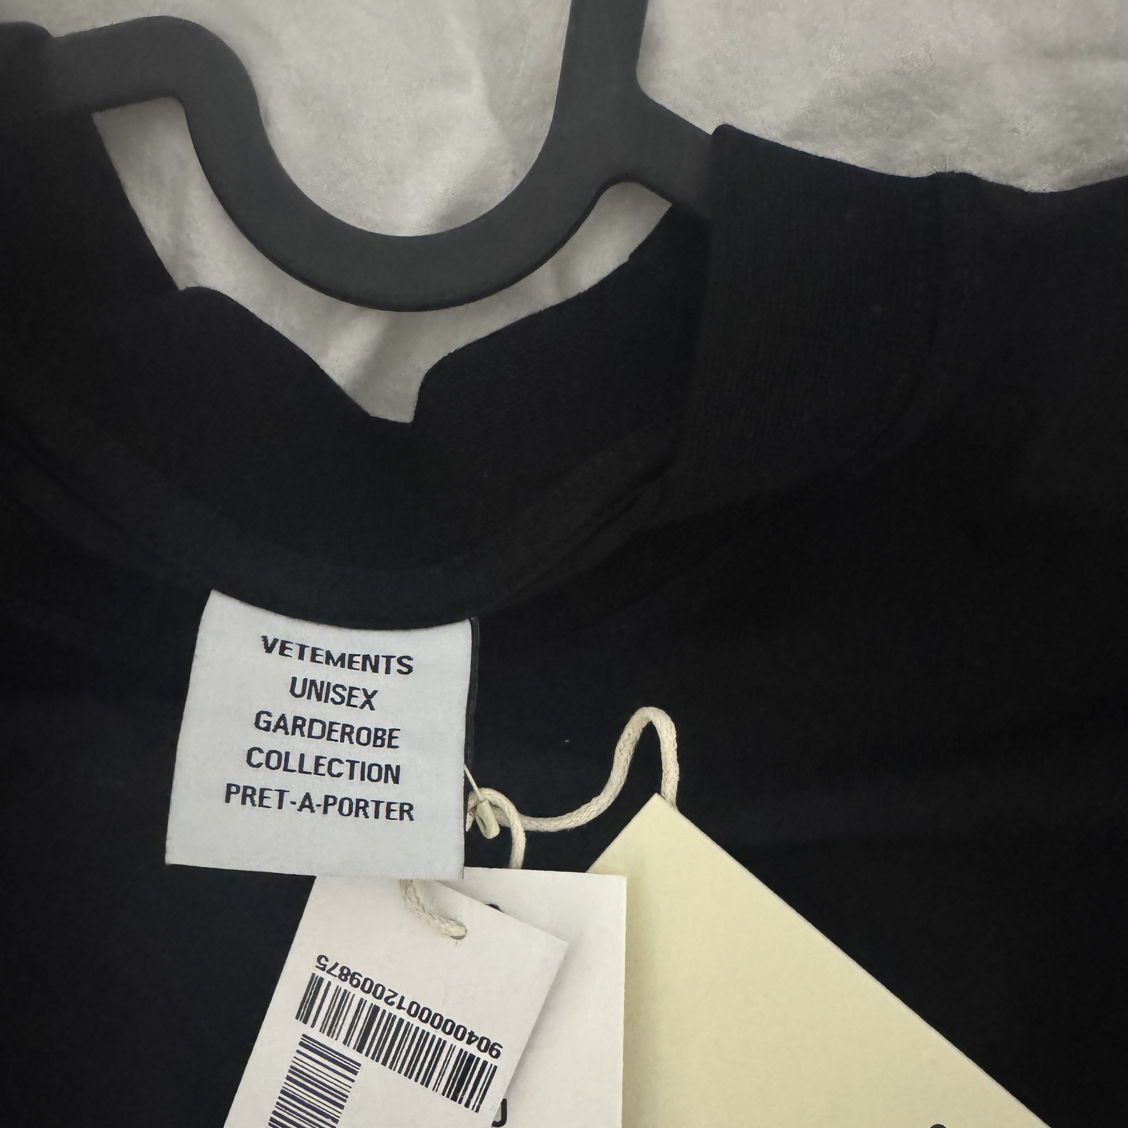 VETEMENTS
UNISEX
GARDEROBE
COLLECTION
PRET-A-PORTER
9040000012009875